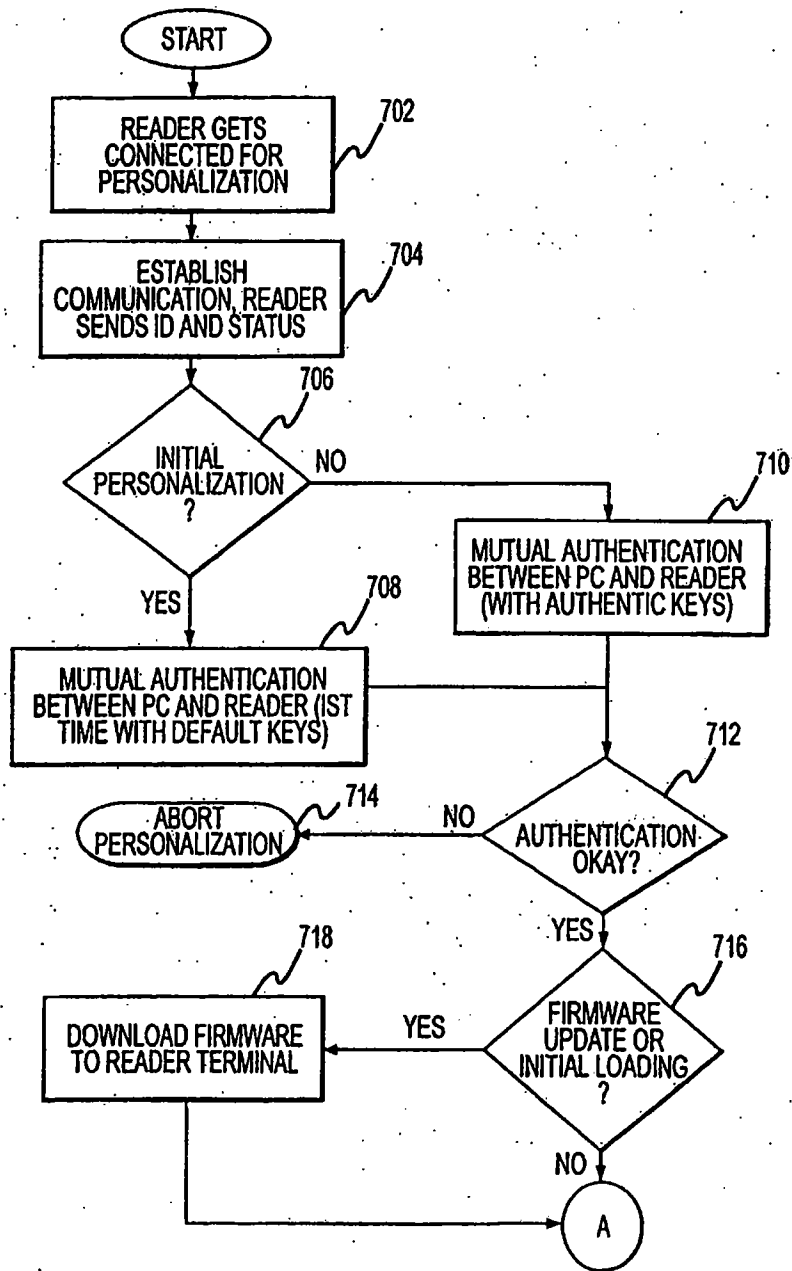 START
702
READER GETS
CONNECTED FOR
PERSONALIZATION
704
ESTABLISH
COMMUNICATION, READER
SENDS ID AND STATUS
706
INITIAL
PERSONALIZATION
?
NO
YES
710
MUTUAL AUTHENTICATION
BETWEEN PC AND READER
(WITH AUTHENTIC KEYS)
708
MUTUAL AUTHENTICATION
BETWEEN PC AND READER (IST
TIME WITH DEFAULT KEYS)
712
AUTHENTICATION
OKAY?
NO
714
ABORT
PERSONALIZATION
YES
716
FIRMWARE
UPDATE OR
INITIAL LOADING
?
YES
718
DOWNLOAD FIRMWARE
TO READER TERMINAL
NO
A